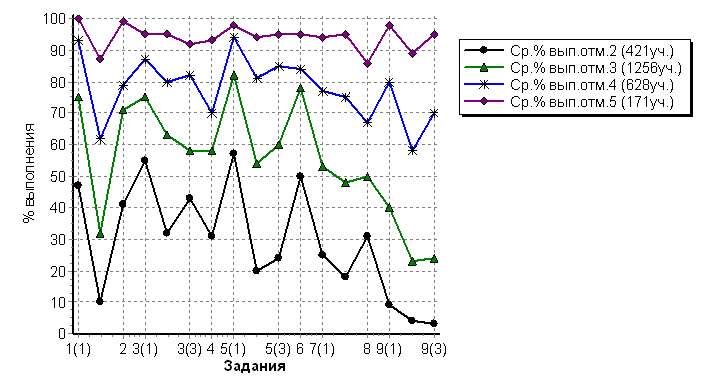 % выполнения
100
90
80
70
60
50
40
30
20
10
0
1(1) 2 3(1) 3(3) 4 5(1) 5(3) 6 7(1) 8 9(1) 9(3)
Задания
Ср.% вып.отм.2 (421уч.)
Ср.% вып.отм.3 (1256уч.)
Ср.% вып.отм.4 (628уч.)
Ср.% вып.отм.5 (171уч.)